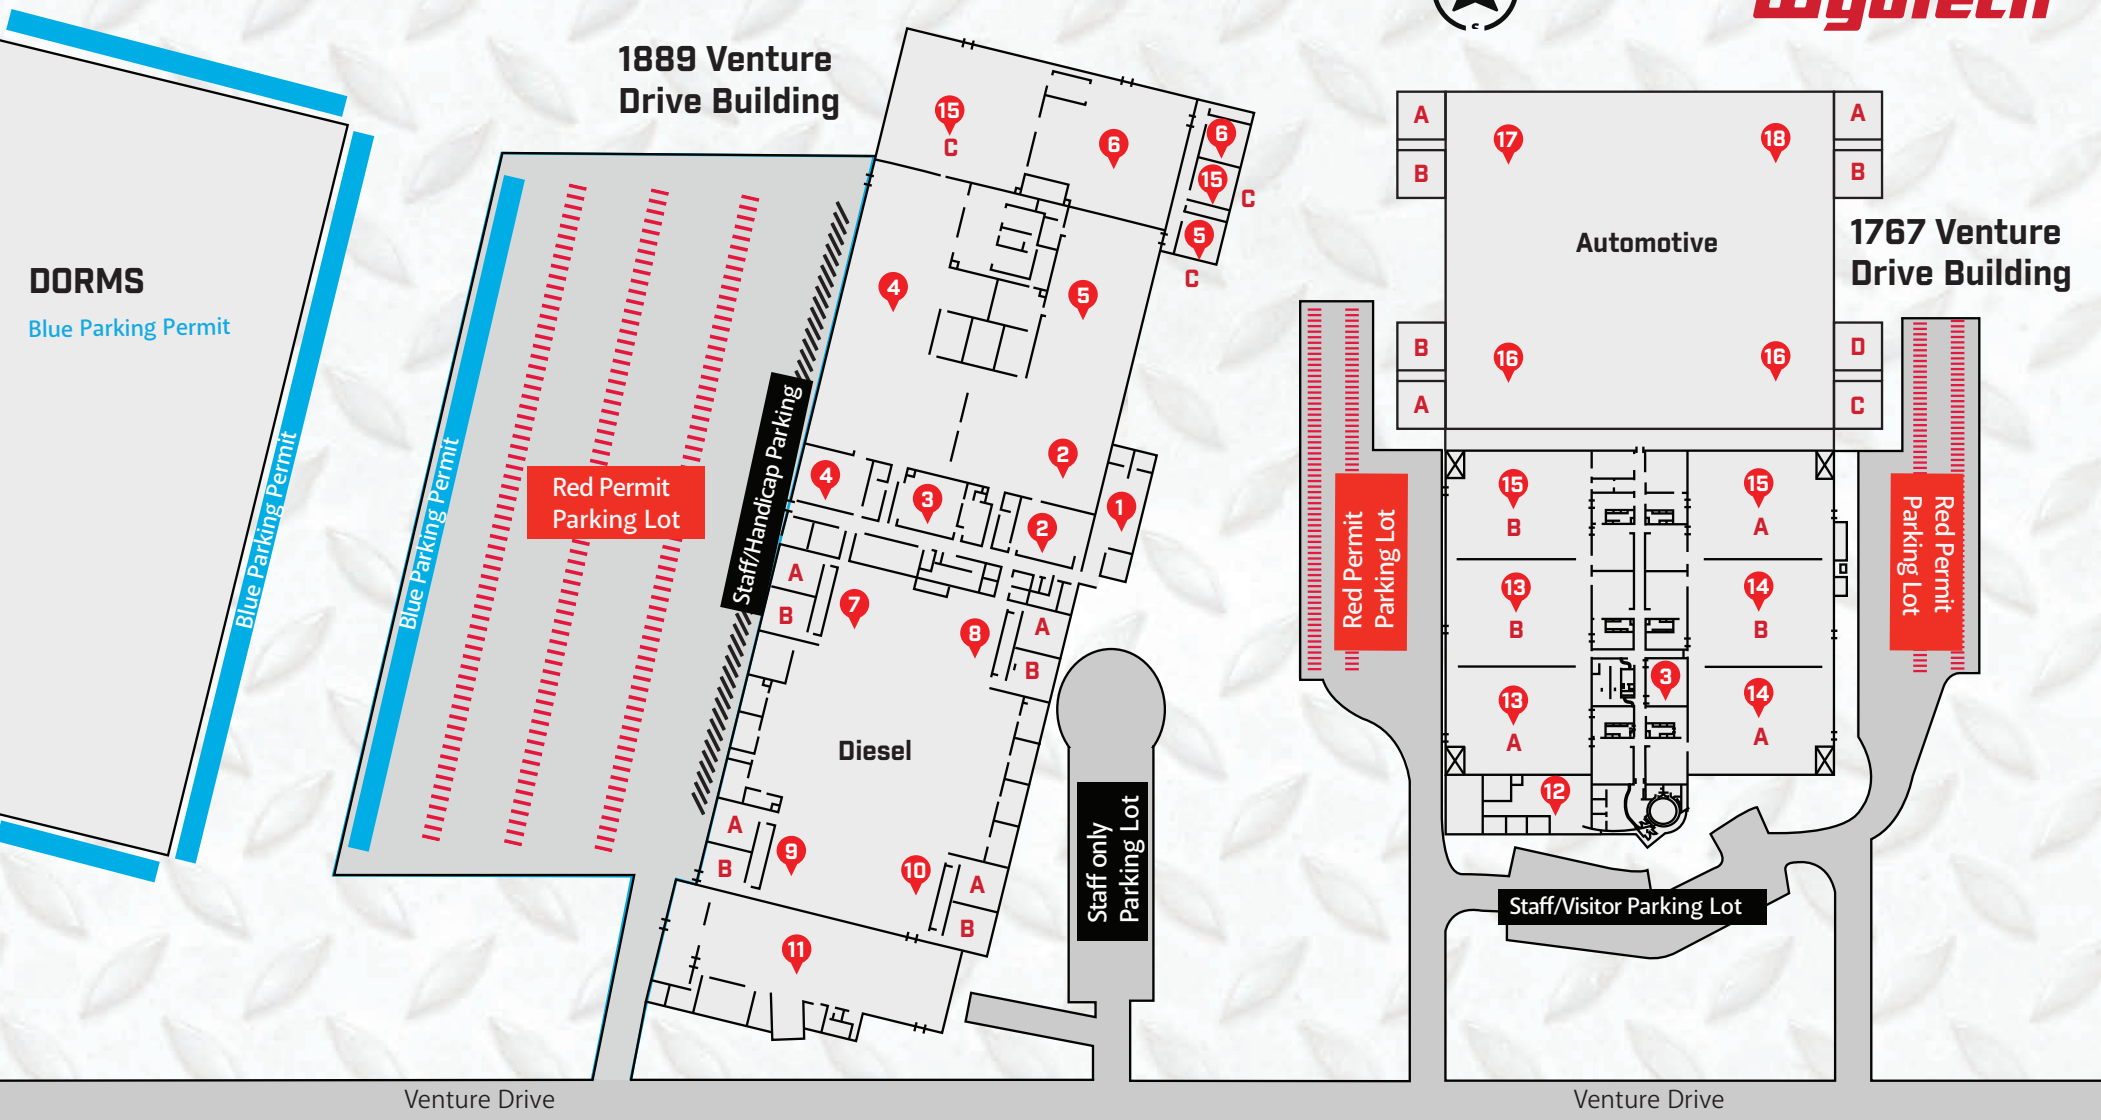 S
WyoTech
1889 Venture
Drive Building
DORMS
Blue Parking Permit
Blue Parking Permit
Blue Parking Permit
Red Permit
Parking Lot
Staff/Handicap Parking
15
C
6
6
15
C
5
C
4
5
2
4
3
2
1
A
B
7
8
A
B
Diesel
A
B
9
10
A
B
11
Staff only
Parking Lot
Venture Drive
1767 Venture
Drive Building
A
B
17
18
A
B
Automotive
B
A
16
16
D
C
Red Permit
Parking Lot
Red Permit
Parking Lot
15
B
15
A
13
B
14
B
3
13
A
14
A
12
Staff/Visitor Parking Lot
Venture Drive